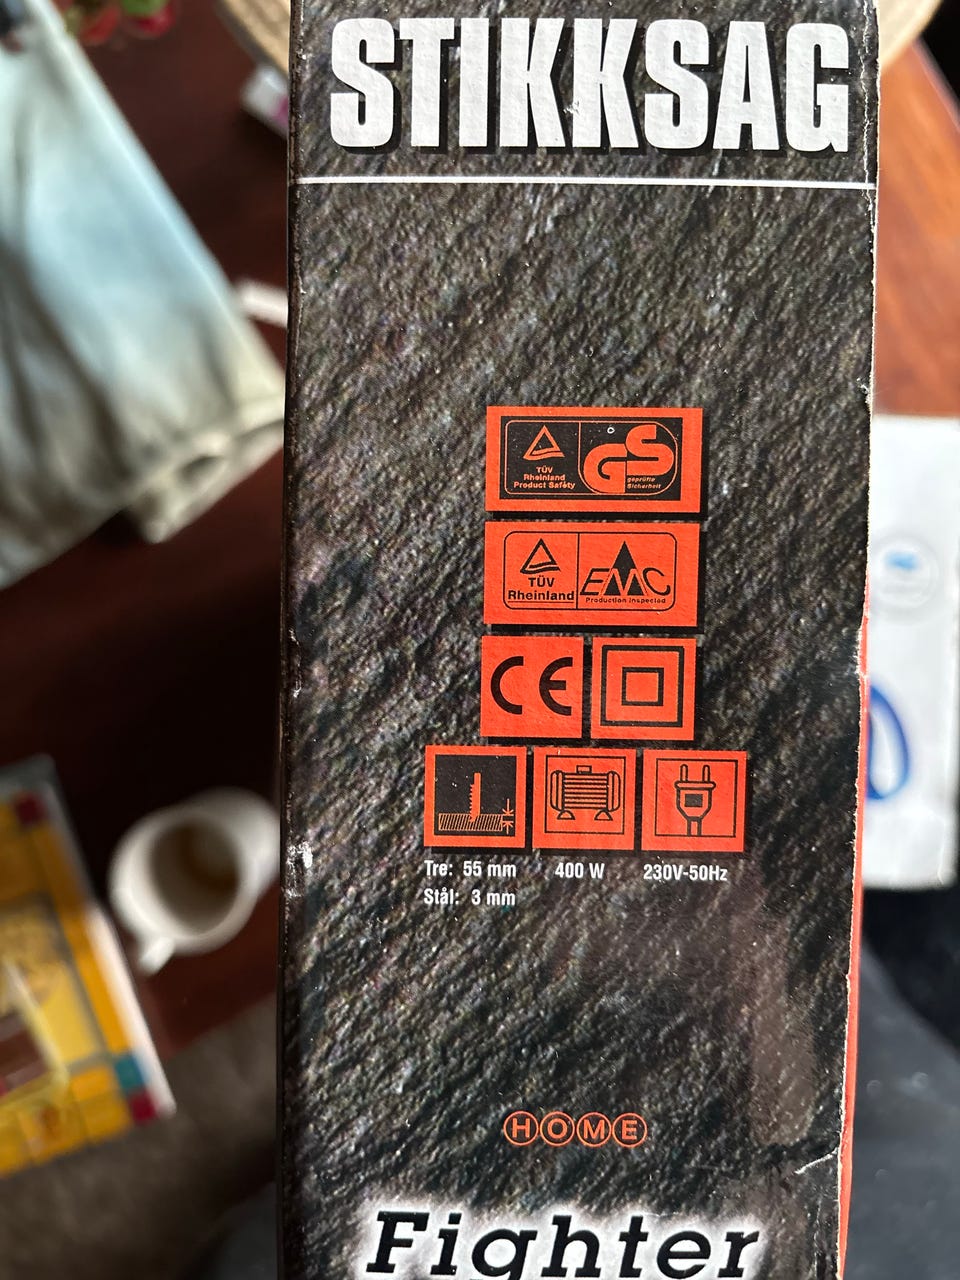 STIKKSAG
TÜV
Rheinland
Product Safety
GS
geprüfte
Sicherheit
TÜV
Rheinland
EMC
Production Inspected
CE
Tre: 55 mm
400 W
230V-50Hz
Stål: 3 mm
HOME
Fighter